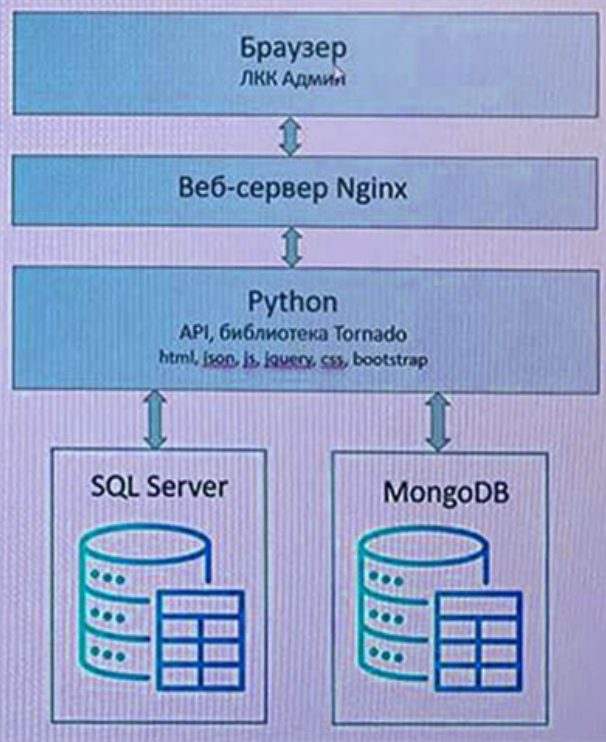 Браузер
ЛКК Админ
Веб-сервер Nginx
Python
API, библиотека Tornado
html, json, js, jquery, css, bootstrap
SQL Server
MongoDB